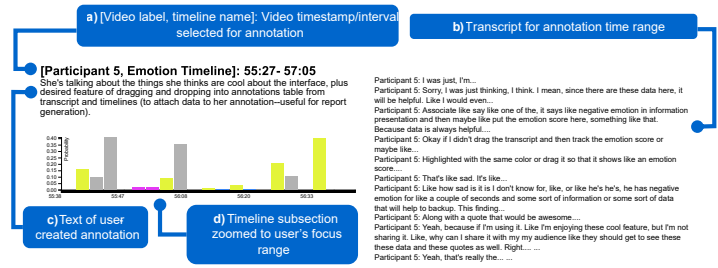 a) [Video label, timeline name]: Video timestamp/interval
selected for annotation
b) Transcript for annotation time range
[Participant 5, Emotion Timeline]: 55:27- 57:05
She's talking about the things she thinks are cool about the interface, plus
desired feature of dragging and dropping into annotations table from
transcript and timelines (to attach data to her annotation--useful for report
generation).
Probability
0.40
0.35
0.30
0.25
0.20
0.15
0.10
0.05
0.00
55:38 55:47 56:08 56:20 56:33
c) Text of user
created annotation
d) Timeline subsection
zoomed to user's focus
range
Participant 5: I was just, I'm...
Participant 5: Sorry, I was just thinking, I think. I mean, since there are these data here, it
will be helpful. Like I would even...
Participant 5: Associate like say like one of the, it says like negative emotion in information
presentation and then maybe like put the emotion score here, something like that.
Because data is always helpful....
Participant 5: Okay if I didn't drag the transcript and then track the emotion score or
maybe like...
Participant 5: Highlighted with the same color or drag it so that it shows like an emotion
score....
Participant 5: That's like sad. It's like...
Participant 5: Like how sad is it is I don't know for, like, or like he's he's, he has negative
emotion for like a couple of seconds and some sort of information or some sort of data
that will help to backup. This finding...
Participant 5: Along with a quote that would be awesome....
Participant 5: Yeah, because if I'm using it. Like I'm enjoying these cool feature, but I'm not
sharing it. Like, why can I share it with my my audience like they should get to see these
these data and these quotes as well. Right.... ...
Participant 5: Yeah, that's really the... ...